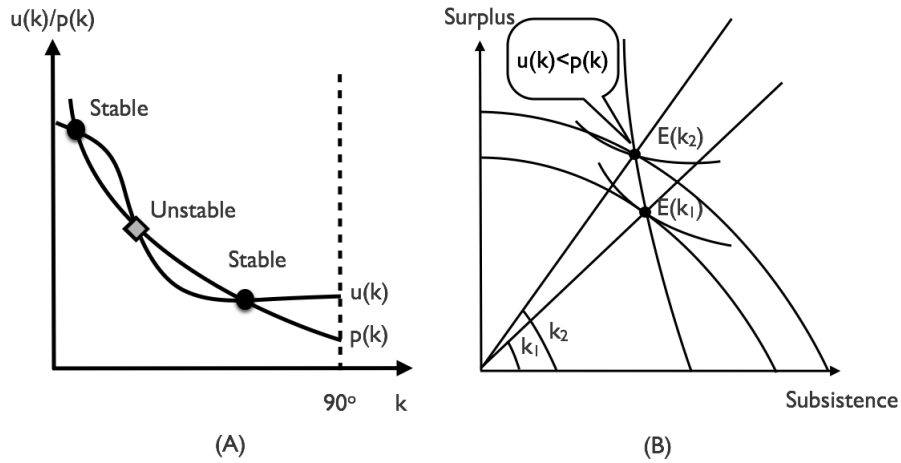 u(k)/p(k)
Stable
Unstable
Stable
u(k)
p(k)
90°
k
(A)
Surplus
u(k)<p(k)
E(k₂)
E(k₁)
k₂
k₁
Subsistence
(B)